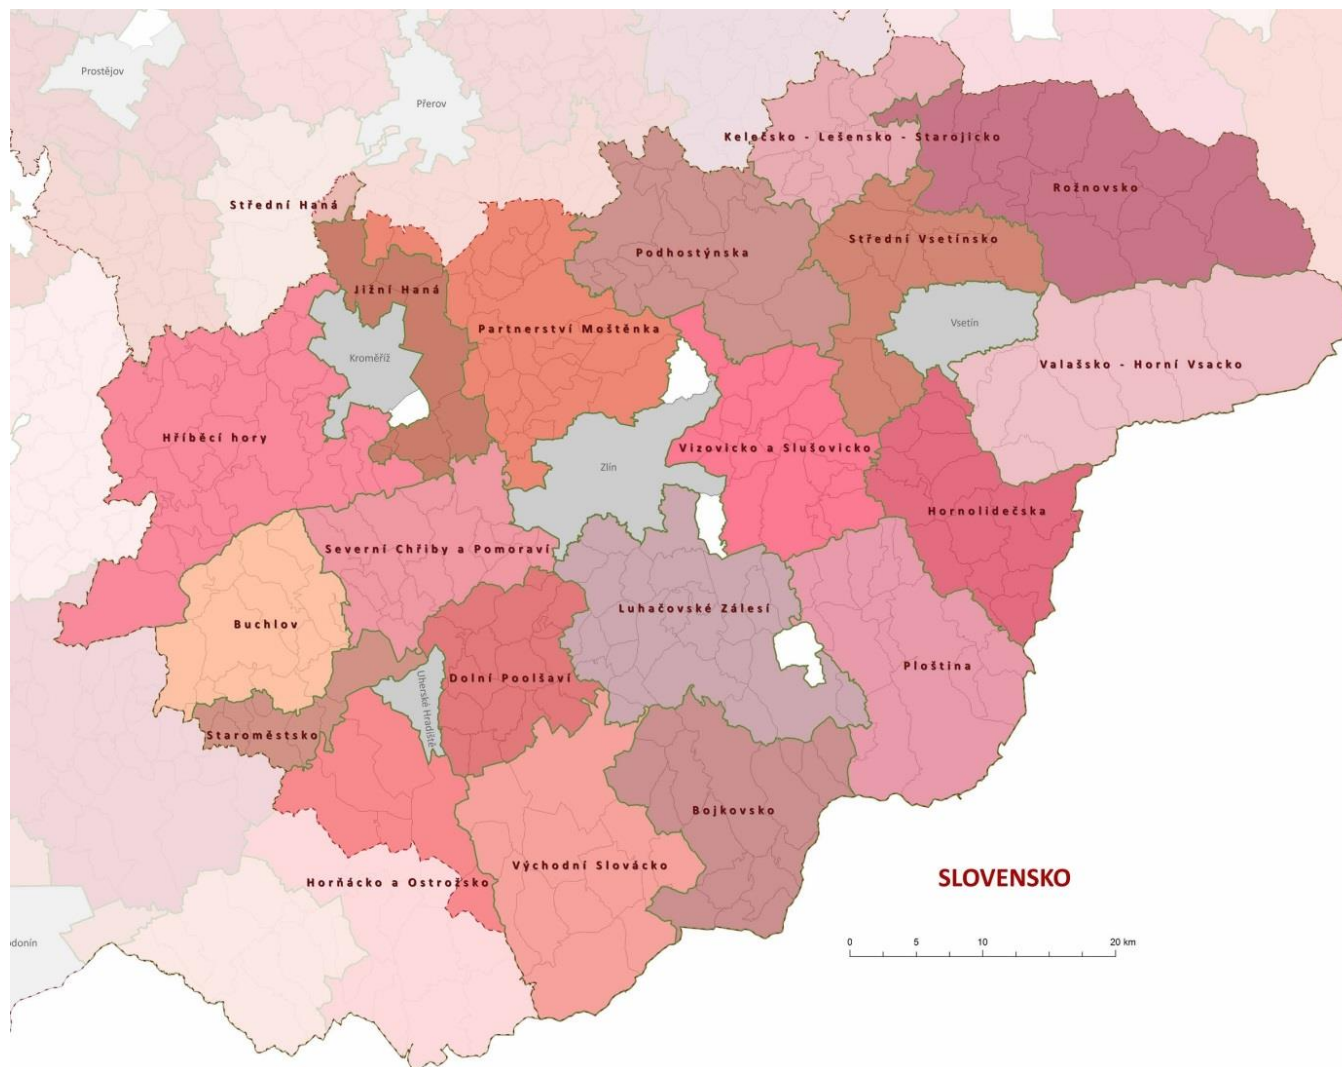 Prostějov
Přerov
Kelečsko - Lešensko - Starojicko
Rožnovsko
Střední Haná
Střední Vsetínsko
Podhostýnska
Jižní Haná
Partnerství Moštěnka
Vsetín
Kroměříž
Valašsko - Horní Vsacko
Hříběcí hory
Vizovicko a Slušovicko
Zlín
Hornolidečska
Severní Chřiby a Pomoraví
Luhačovské Zálesí
Buchlov
Ploština
Dolní Poolšaví
Uherské Hradiště
Staroměstsko
Bojkovsko
Východní Slovácko
SLOVENSKO
Horňácko a Ostrožsko
odonín
0 5 10 20 km